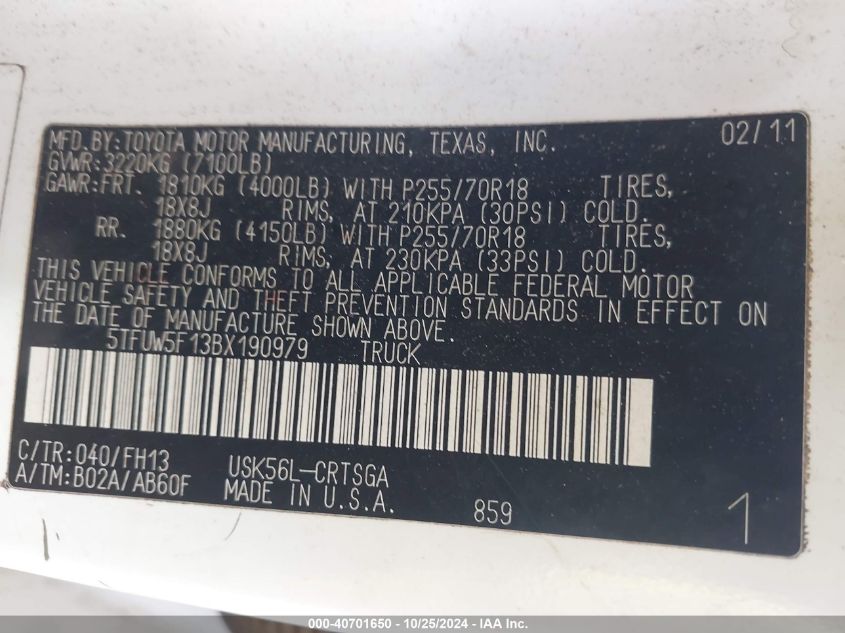 MFD. BY: TOYOTA MOTOR MANUFACTURING, TEXAS, INC. 02/11
GVWR: 3220KG (7100LB)
GAWR: FRT. 1810KG (4000LB) WITH P255/70R18 TIRES,
18X8J RIMS, AT 210KPA (30PSI) COLD.
RR. 1880KG (4150LB) WITH P255/70R18 TIRES,
18X8J RIMS, AT 230KPA (33PSI) COLD.
THIS VEHICLE CONFORMS TO ALL APPLICABLE FEDERAL MOTOR
VEHICLE SAFETY AND THEFT PREVENTION STANDARDS IN EFFECT ON
THE DATE OF MANUFACTURE SHOWN ABOVE.
5TFUW5F13BX190979 TRUCK
C/TR: 040/FH13 USK56L-CRTSGA
A/TM: B02A/AB60F MADE IN U.S.A. 859 1
000-40701650 - 10/25/2024 - IAA Inc.